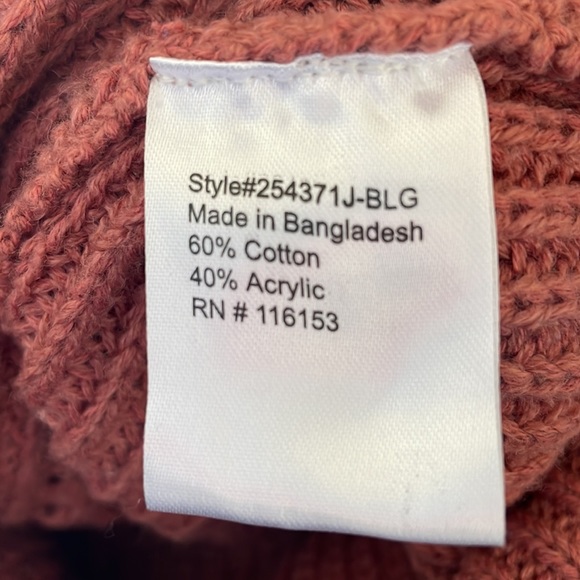 Style#254371J-BLG
Made in Bangladesh
60% Cotton
40% Acrylic
RN # 116153